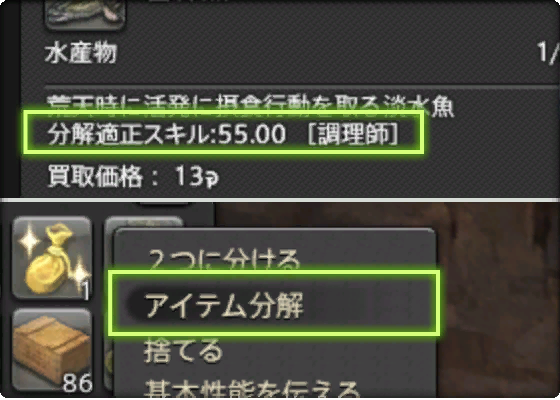 水産物
1/
荒天時に活発に摂食行動を取る淡水魚
分解適正スキル:55.00 [調理師]
買取価格: 13
1
２つに分ける
アイテム分解
捨てる
86
基本性能を伝える